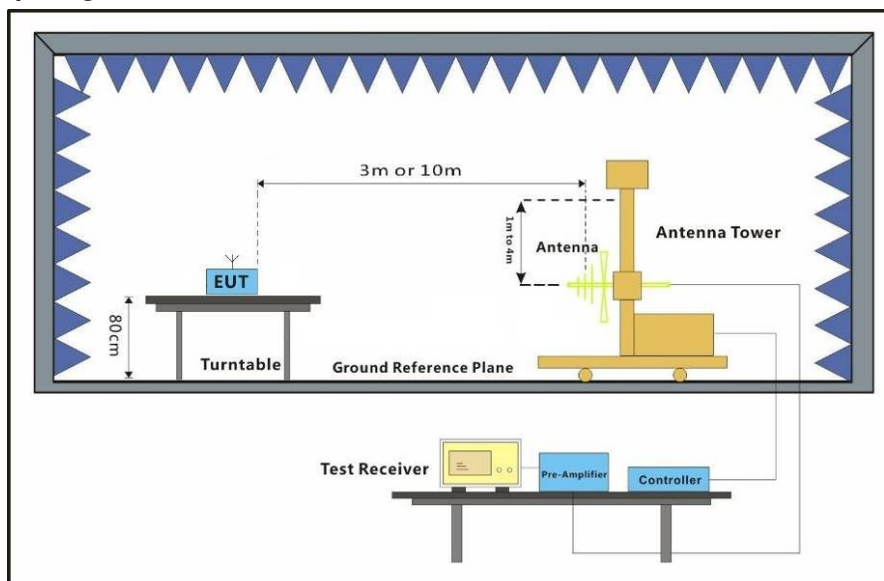 3m or 10m
1m to 4m
Antenna
Antenna Tower
EUT
80cm
Turntable
Ground Reference Plane
Test Receiver
Pre-Amplifier
Controller